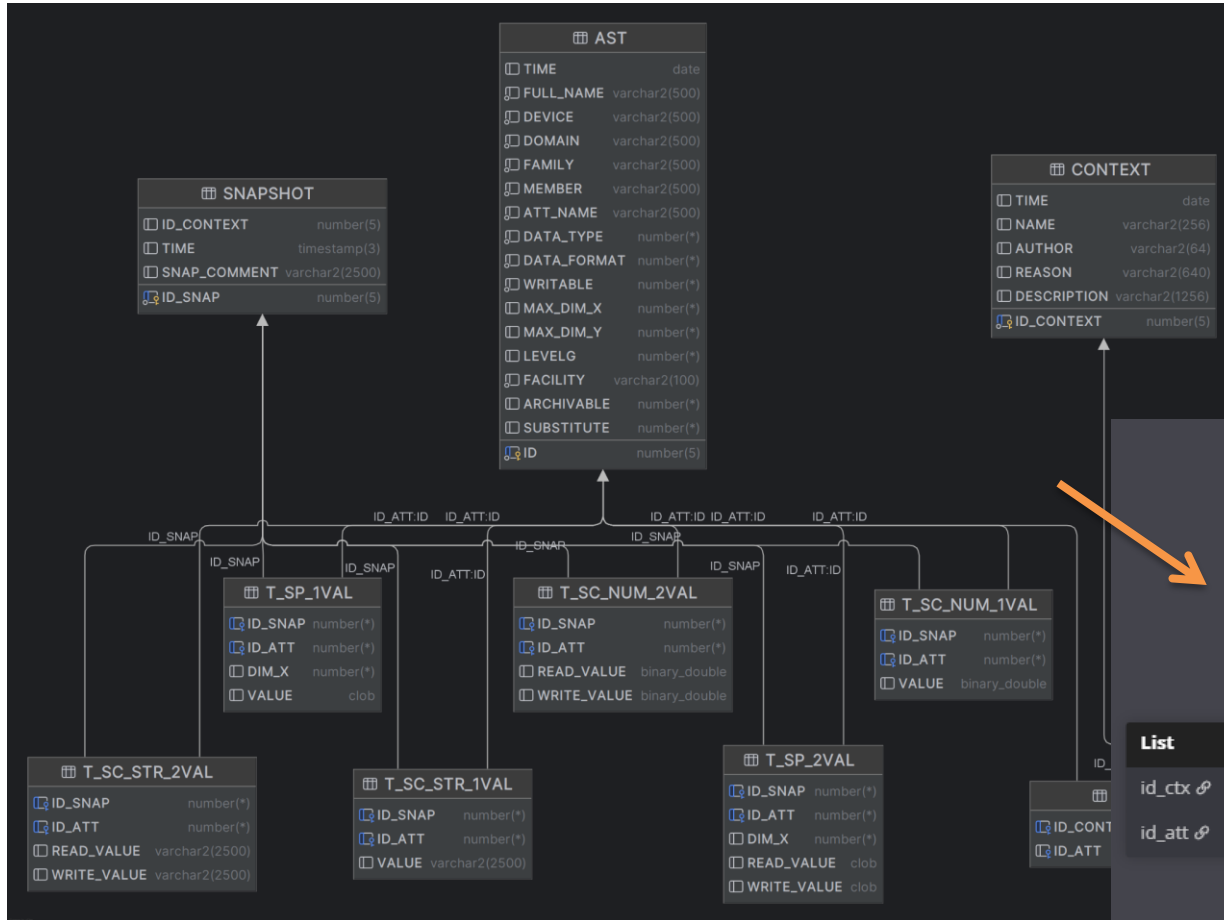 AST
TIME date
FULL_NAME varchar2(500)
DEVICE varchar2(500)
DOMAIN varchar2(500)
FAMILY varchar2(500)
MEMBER varchar2(500)
ATT_NAME varchar2(500)
DATA_TYPE number(*)
DATA_FORMAT number(*)
WRITABLE number(*)
MAX_DIM_X number(*)
MAX_DIM_Y number(*)
LEVELG number(*)
FACILITY varchar2(100)
ARCHIVABLE number(*)
SUBSTITUTE number(*)
ID number(5)
SNAPSHOT
ID_CONTEXT number(5)
TIME timestamp(3)
SNAP_COMMENT varchar2(2500)
ID_SNAP number(5)
CONTEXT
TIME date
NAME varchar2(256)
AUTHOR varchar2(64)
REASON varchar2(640)
DESCRIPTION varchar2(1256)
ID_CONTEXT number(5)
ID_ATT:ID ID_ATT:ID ID_ATT:ID ID_ATT:ID ID_ATT:ID
ID_SNAP ID_SNAP ID_SNAP
ID_SNAP ID_SNAP ID_ATT:ID ID_SNAP ID_ATT:ID
T_SP_1VAL
ID_SNAP number(*)
ID_ATT number(*)
DIM_X number(*)
VALUE clob
T_SC_NUM_2VAL
ID_SNAP number(*)
ID_ATT number(*)
READ_VALUE binary_double
WRITE_VALUE binary_double
T_SC_NUM_1VAL
ID_SNAP number(*)
ID_ATT number(*)
VALUE binary_double
T_SC_STR_2VAL
ID_SNAP number(*)
ID_ATT number(*)
READ_VALUE varchar2(2500)
WRITE_VALUE varchar2(2500)
T_SC_STR_1VAL
ID_SNAP number(*)
ID_ATT number(*)
VALUE varchar2(2500)
T_SP_2VAL
ID_SNAP number(*)
ID_ATT number(*)
DIM_X number(*)
READ_VALUE clob
WRITE_VALUE clob
ID_
ID_CONT
ID_ATT
List
id_ctx
id_att